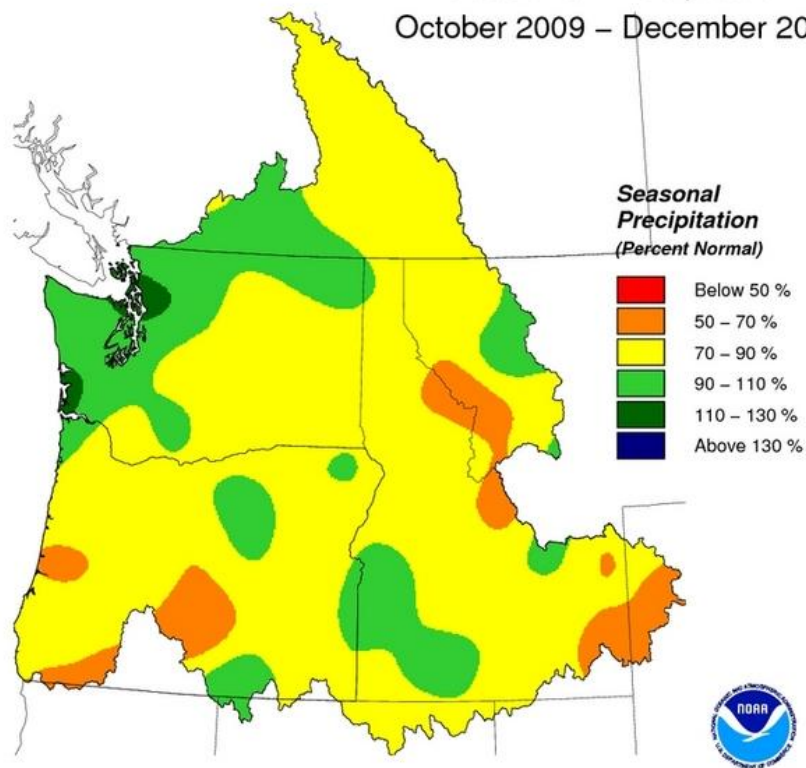 October 2009 – December 20
Seasonal
Precipitation
(Percent Normal)
Below 50 %
50 – 70 %
70 – 90 %
90 – 110 %
110 – 130 %
Above 130 %
NOAA